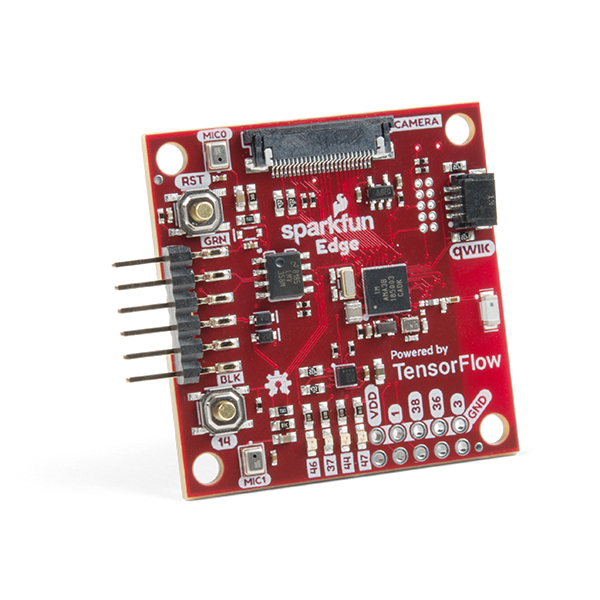 MIC0
CAMERA
RST
sparkfun
Edge
GRN
qwiic
Powered by
TensorFlow
BLK
14
MIC1
46
37
44
47
VDD
1
38
36
3
GND